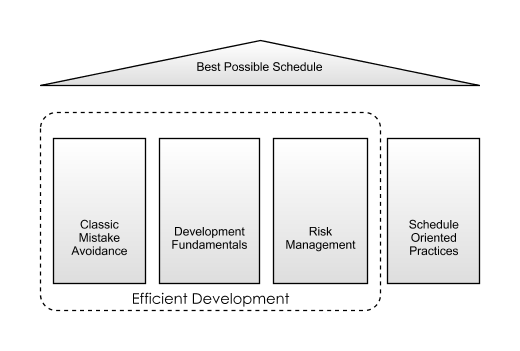 Best Possible Schedule
Classic
Mistake
Avoidance
Development
Fundamentals
Risk
Management
Schedule
Oriented
Practices
Efficient Development